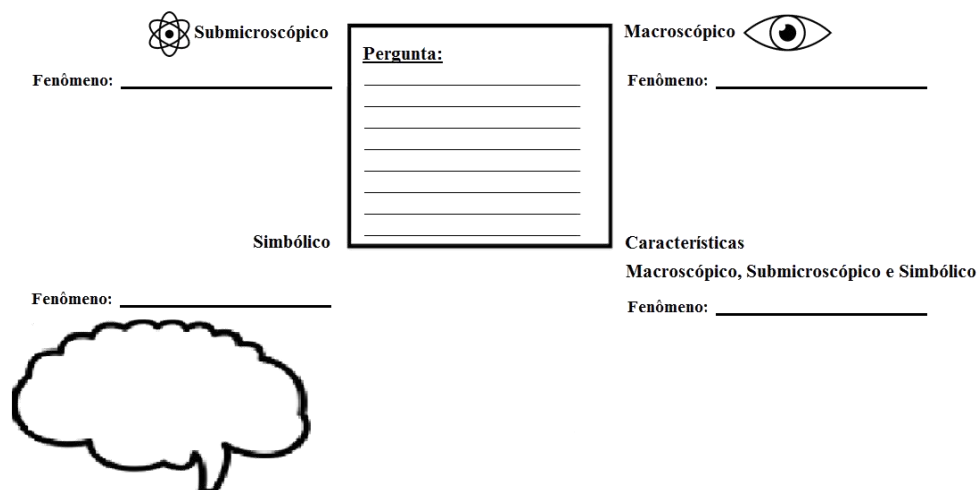 Submicroscópico
Fenômeno:
Pergunta:
Macroscópico
Fenômeno:
Simbólico
Fenômeno:
Características
Macroscópico, Submicroscópico e Simbólico
Fenômeno: